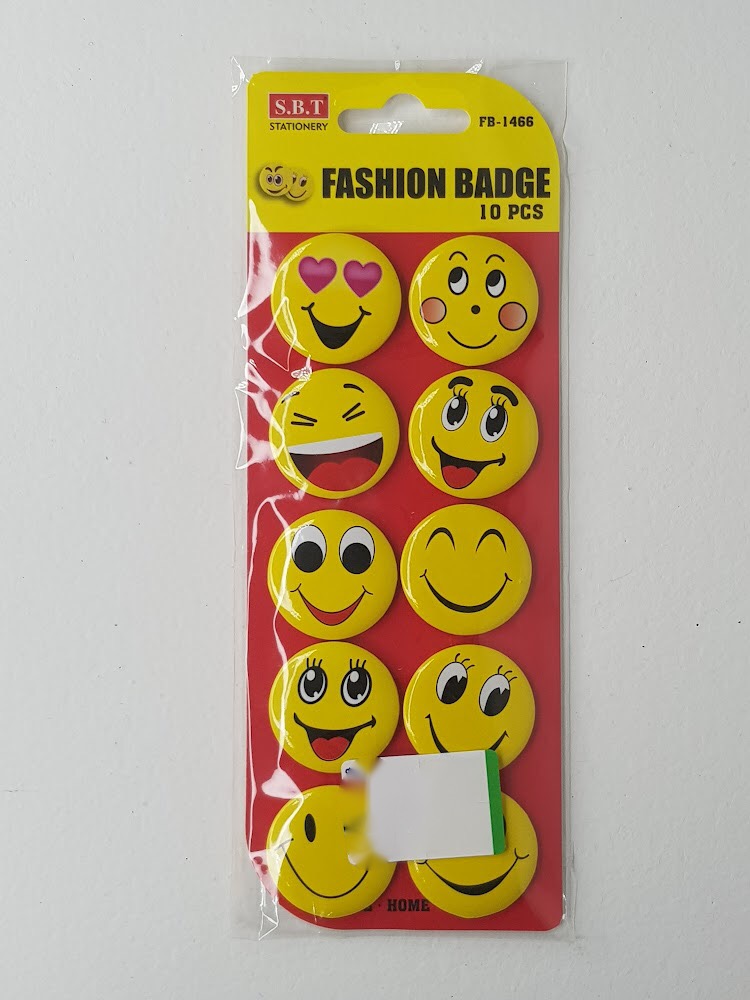 S.B.T
STATIONERY
FB-1466
FASHION BADGE
10 PCS
· HOME